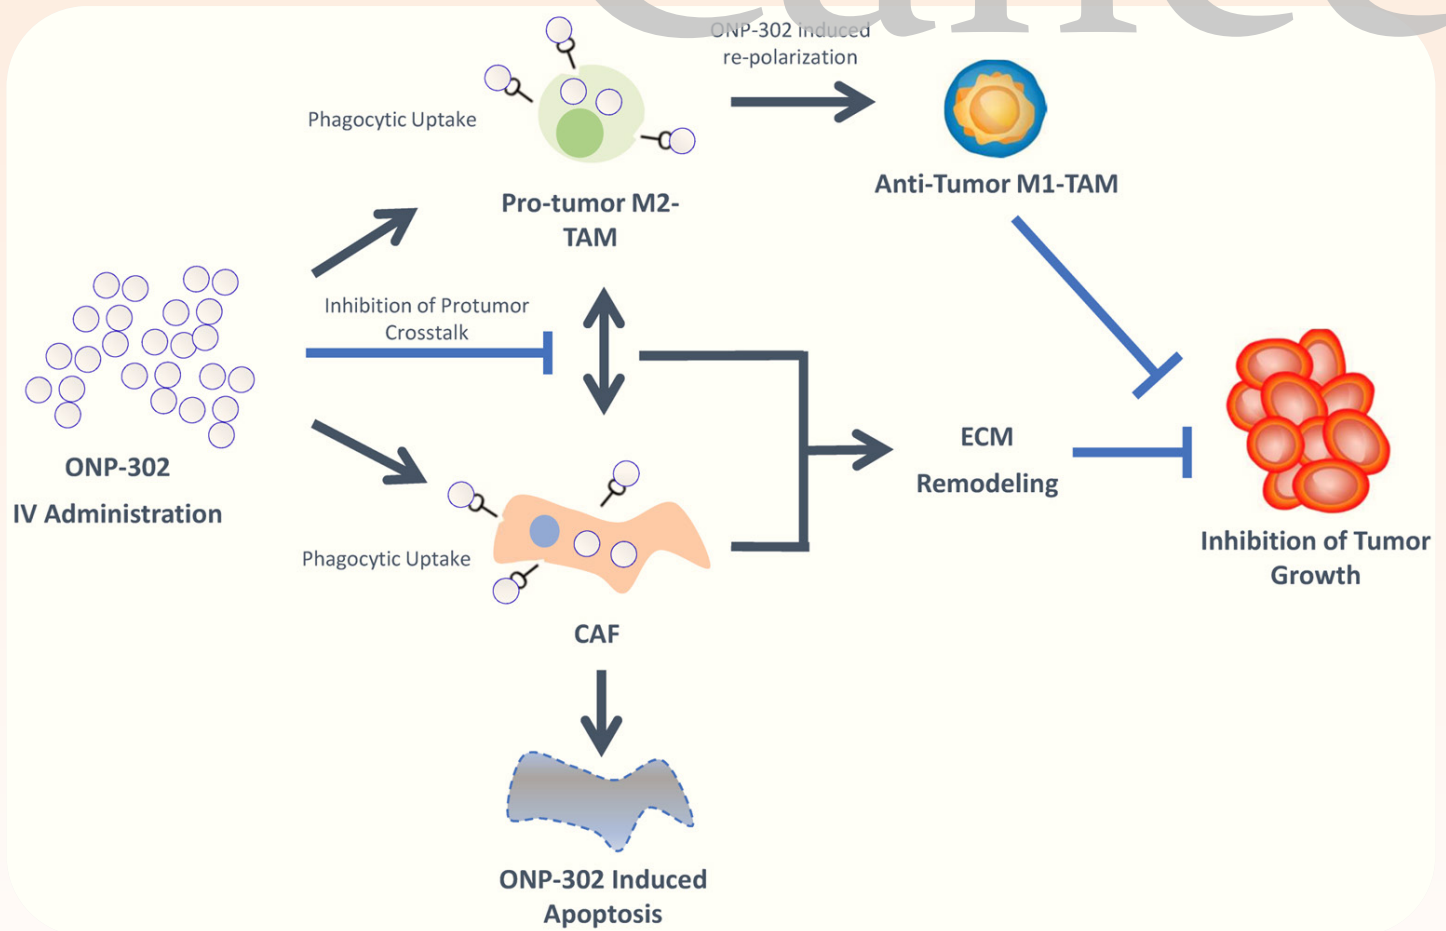 ONP-302 induced
re-polarization
Phagocytic Uptake
Anti-Tumor M1-TAM
Pro-tumor M2-
TAM
Inhibition of Protumor
Crosstalk
ONP-302
IV Administration
ECM
Remodeling
Inhibition of Tumor
Growth
Phagocytic Uptake
CAF
ONP-302 Induced
Apoptosis